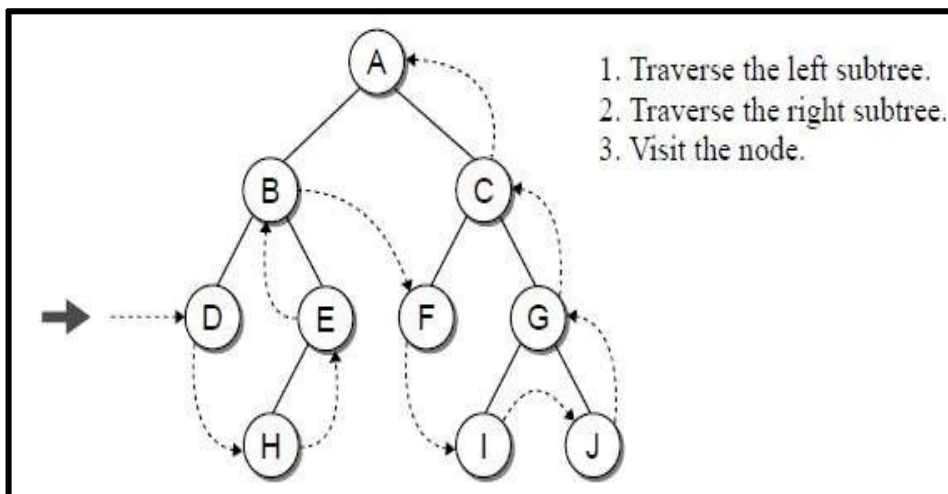 A
1. Traverse the left subtree.
2. Traverse the right subtree.
3. Visit the node.
B C
D E F G
H I J